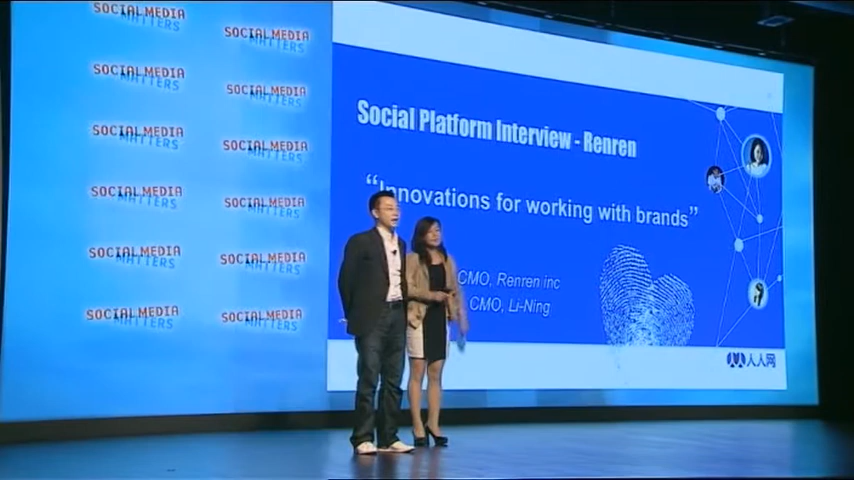 SOCIAL MEDIA
MATTERS
SOCIAL MEDIA
MATTERS
SOCIAL MEDIA
MATTERS
SOCIAL MEDIA
MATTERS
SOCIAL MEDIA
MATTERS
SOCIAL MEDIA
MATTERS
SOCIAL MEDIA
MATTERS
SOCIAL MEDIA
MATTERS
SOCIAL MEDIA
MATTERS
SOCIAL MEDIA
MATTERS
SOCIAL MEDIA
MATTERS
SOCIAL MEDIA
MATTERS
Social Platform Interview - Renren
“Innovations for working with brands”
CMO, Renren inc
CMO, Li-Ning
人人网